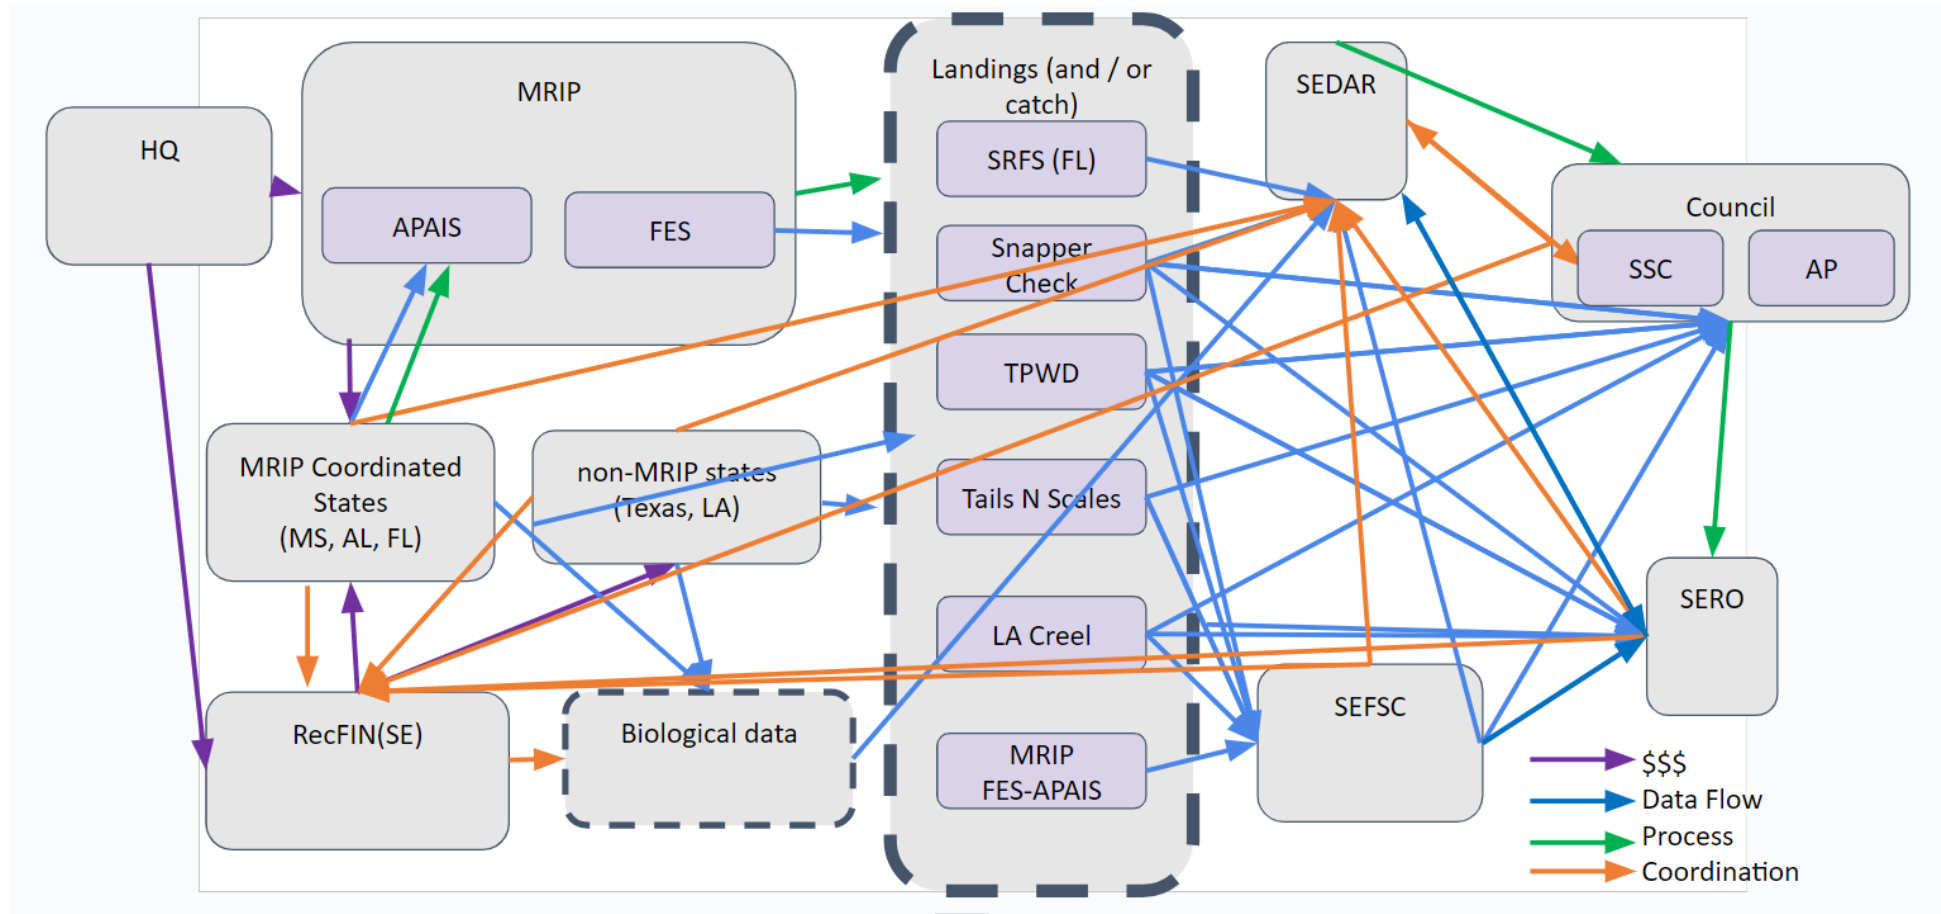 HQ
MRIP
APAIS
FES
Landings (and / or
catch)
SRFS (FL)
Snapper
Check
TPWD
Tails N Scales
LA Creel
MRIP
FES-APAIS
SEDAR
Council
SSC
AP
MRIP Coordinated
States
(MS, AL, FL)
non-MRIP states
(Texas, LA)
RecFIN(SE)
Biological data
SEFSC
SERO
$$$
Data Flow
Process
Coordination